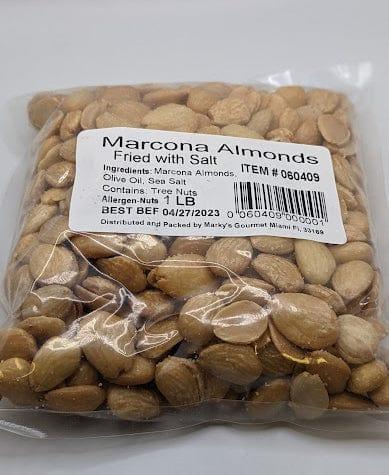 Marcona Almonds
Fried with Salt
ITEM # 060409
Ingredients: Marcona Almonds,
Olive Oil, Sea Salt
Contains: Tree Nuts
Allergen-Nuts 1 LB
BEST BEF 04/27/2023
0 060409 000001
Distributed and Packed by Marky's Gourmet Miami Fl, 33169